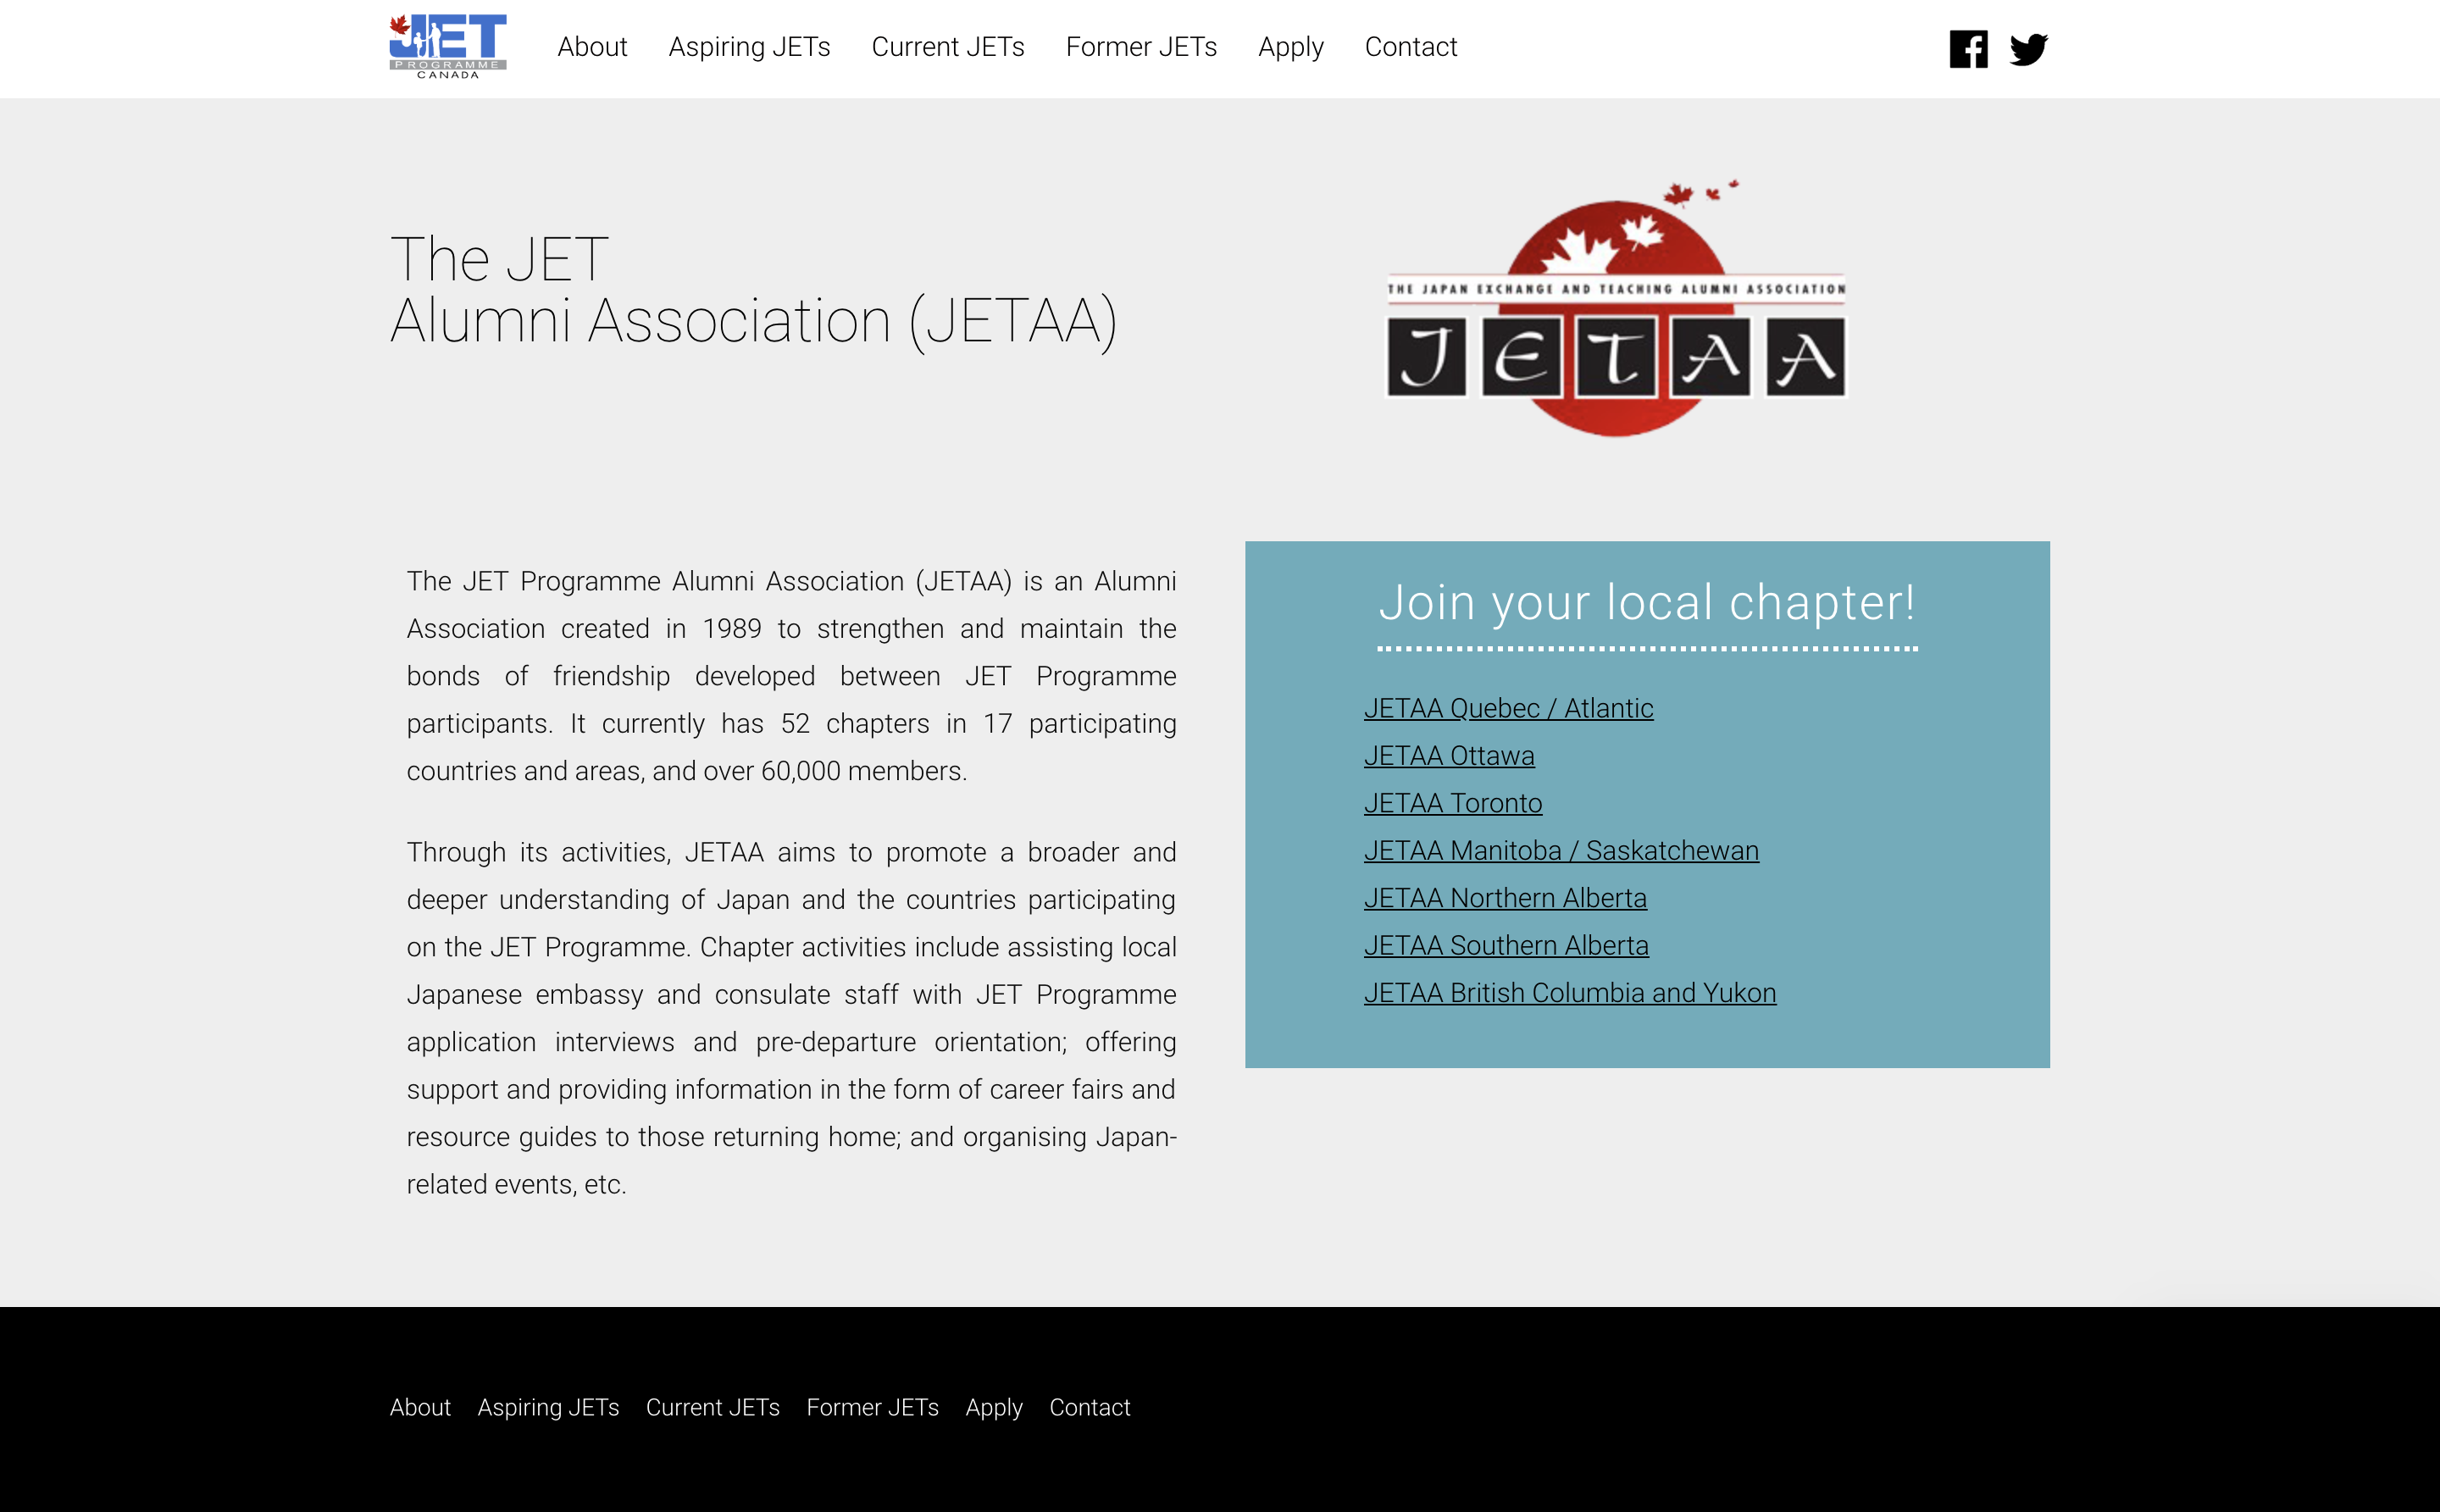 JET
PROGRAMME
CANADA
About
Aspiring JETs
Current JETs
Former JETs
Apply
Contact
The JET
Alumni Association (JETAA)
THE JAPAN EXCHANGE AND TEACHING ALUMNI ASSOCIATION
JETAA
The JET Programme Alumni Association (JETAA) is an Alumni
Association created in 1989 to strengthen and maintain the
bonds of friendship developed between JET Programme
participants. It currently has 52 chapters in 17 participating
countries and areas, and over 60,000 members.
Through its activities, JETAA aims to promote a broader and
deeper understanding of Japan and the countries participating
on the JET Programme. Chapter activities include assisting local
Japanese embassy and consulate staff with JET Programme
application interviews and pre-departure orientation; offering
support and providing information in the form of career fairs and
resource guides to those returning home; and organising Japan-
related events, etc.
Join your local chapter!
JETAA Quebec / Atlantic
JETAA Ottawa
JETAA Toronto
JETAA Manitoba / Saskatchewan
JETAA Northern Alberta
JETAA Southern Alberta
JETAA British Columbia and Yukon
About
Aspiring JETs
Current JETs
Former JETs
Apply
Contact